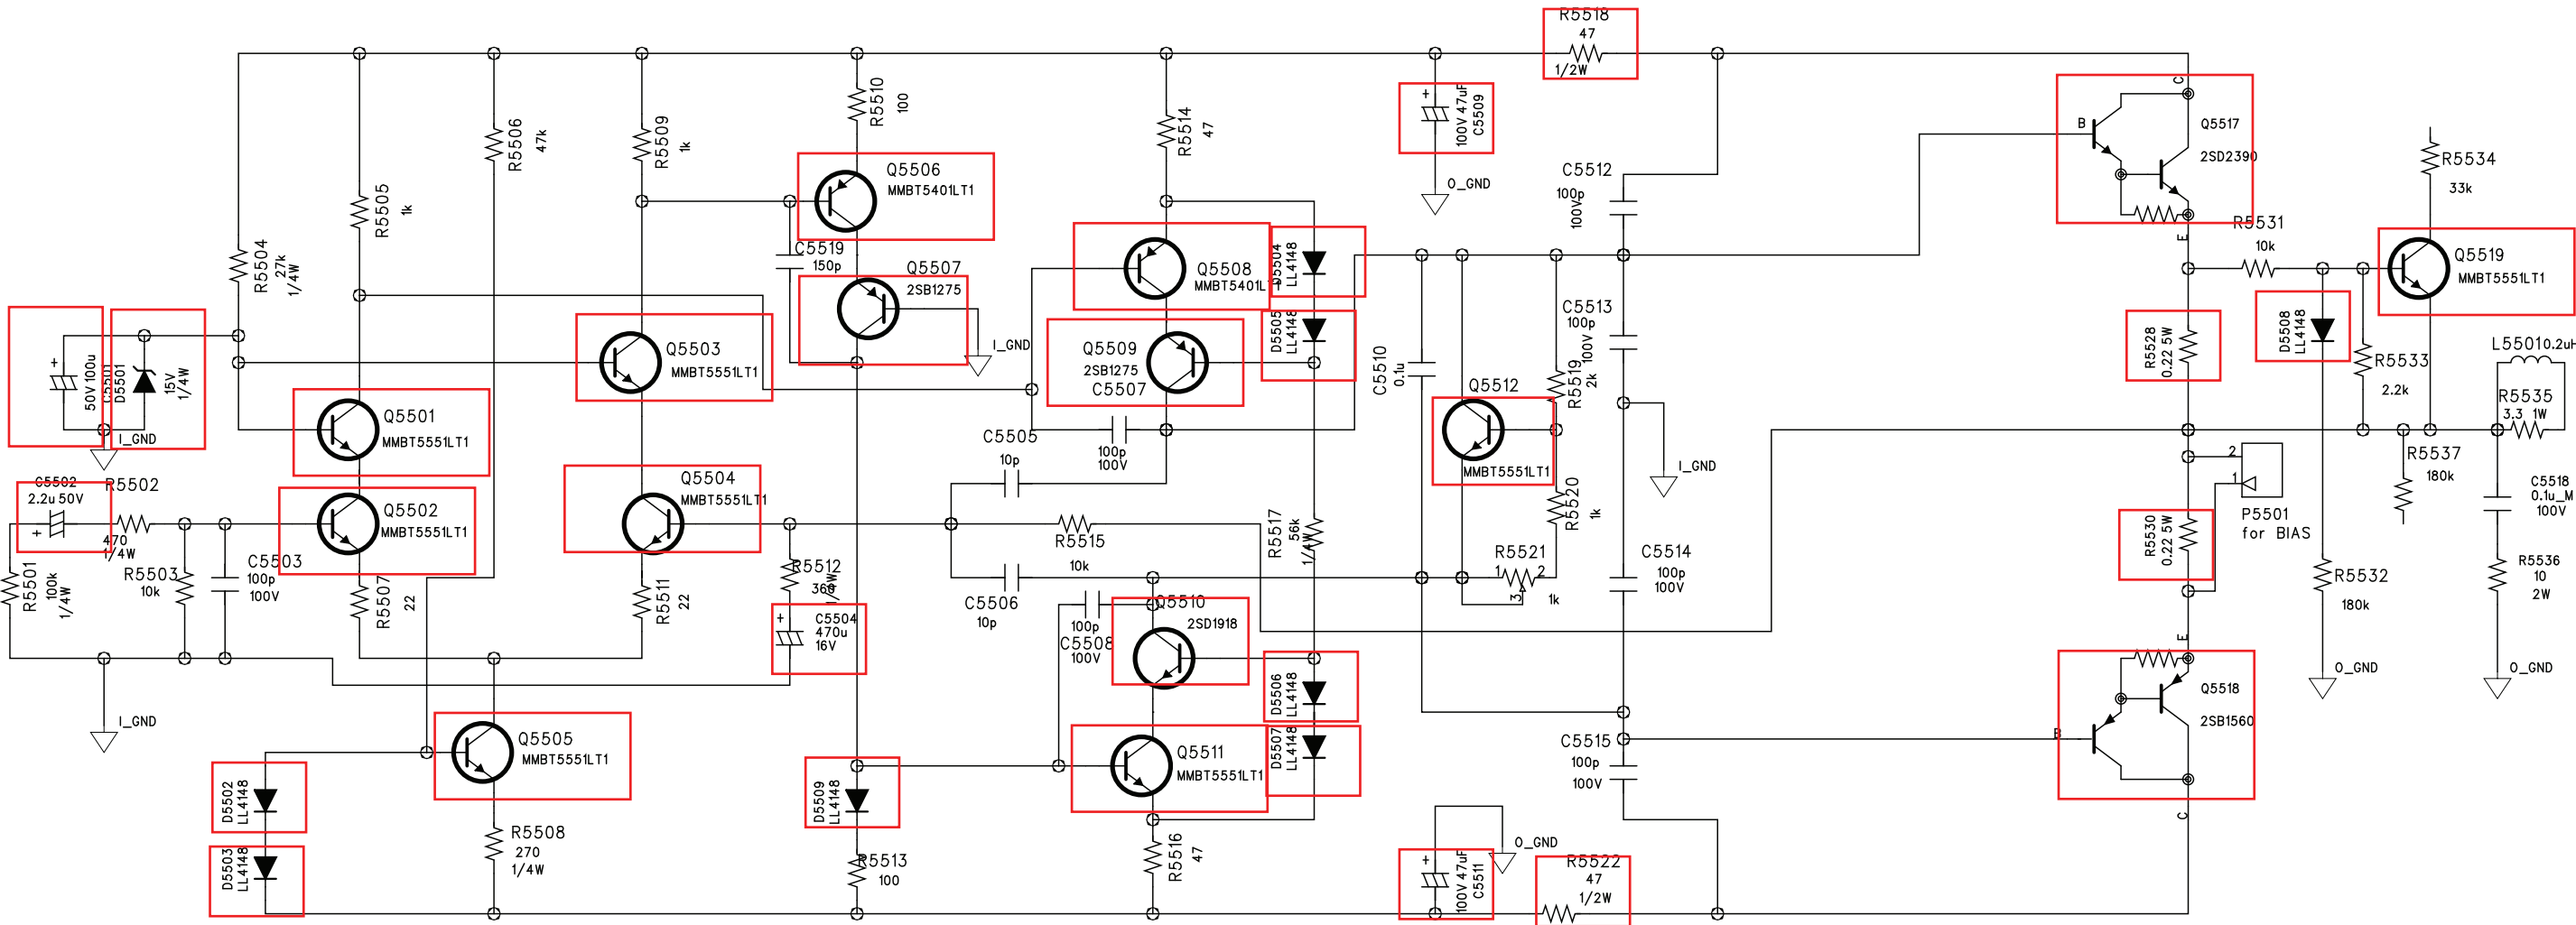 R5518
47
1/2W
+
100V 47uF
C5509
O_GND
R5510
100
R5506
47k
R5509
1k
R5514
47
R5505
1k
R5504
27k
1/4W
Q5506
MMBT5401LT1
C5519
150p
Q5507
2SB1275
I_GND
Q5508
MMBT5401L
D5504
LL4148
D5505
LL4148
Q5509
2SB1275
C5507
100p
100V
C5512
100p
100V
C5513
100p
100V
C5510
0.1u
R5519
2k
Q5512
MMBT5551LT1
R5520
1k
I_GND
B
C
Q5517
2SD2390
E
R5531
10k
R5534
33k
Q5519
MMBT5551LT1
R5528
0.22 5W
D5508
LL4148
R5533
2.2k
L5501 0.2uH
R5535
3.3 1W
R5537
180k
C5518
0.1u_M
100V
2
1
P5501
for BIAS
R5530
0.22 5W
R5532
180k
R5536
10
2W
O_GND
O_GND
+
50V 100u
C5501
D5501
15V
1/4W
I_GND
Q5503
MMBT5551LT1
Q5501
MMBT5551LT1
C5502
2.2u 50V
+
R5502
470
1/4W
Q5502
MMBT5551LT1
Q5504
MMBT5551LT1
C5505
10p
R5515
10k
C5506
10p
R5501
100k
1/4W
R5503
10k
C5503
100p
100V
R5507
22
R5511
22
R5512
360
1/4W
+
C5504
470u
16V
R5517
56k
1/4W
Q5510
2SD1918
100p
C5508
100V
R5521
1
2
3
1k
C5514
100p
100V
I_GND
Q5505
MMBT5551LT1
D5502
LL4148
D5503
LL4148
R5508
270
1/4W
D5509
LL4148
R5513
100
Q5511
MMBT5551LT1
D5506
LL4148
D5507
LL4148
R5516
47
C5515
100p
100V
+
100V 47uF
C5511
O_GND
R5522
47
1/2W
E
Q5518
2SB1560
B
C